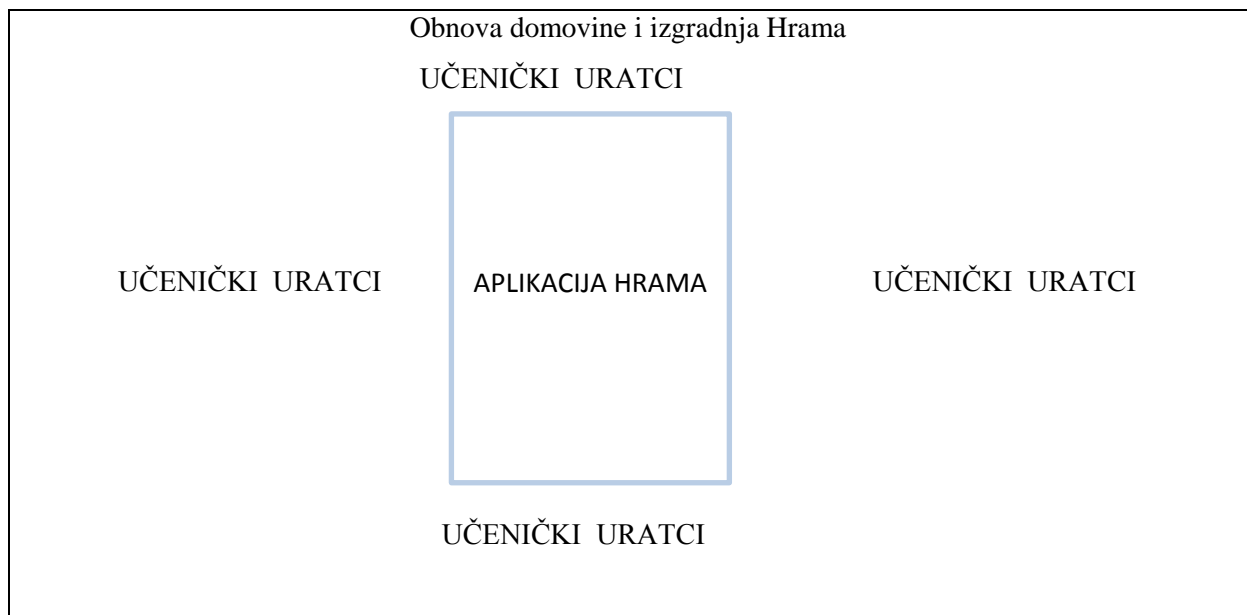 Obnova domovine i izgradnja Hrama
UČENIČKI URATCI
UČENIČKI URATCI APLIKACIJA HRAMA UČENIČKI URATCI
UČENIČKI URATCI